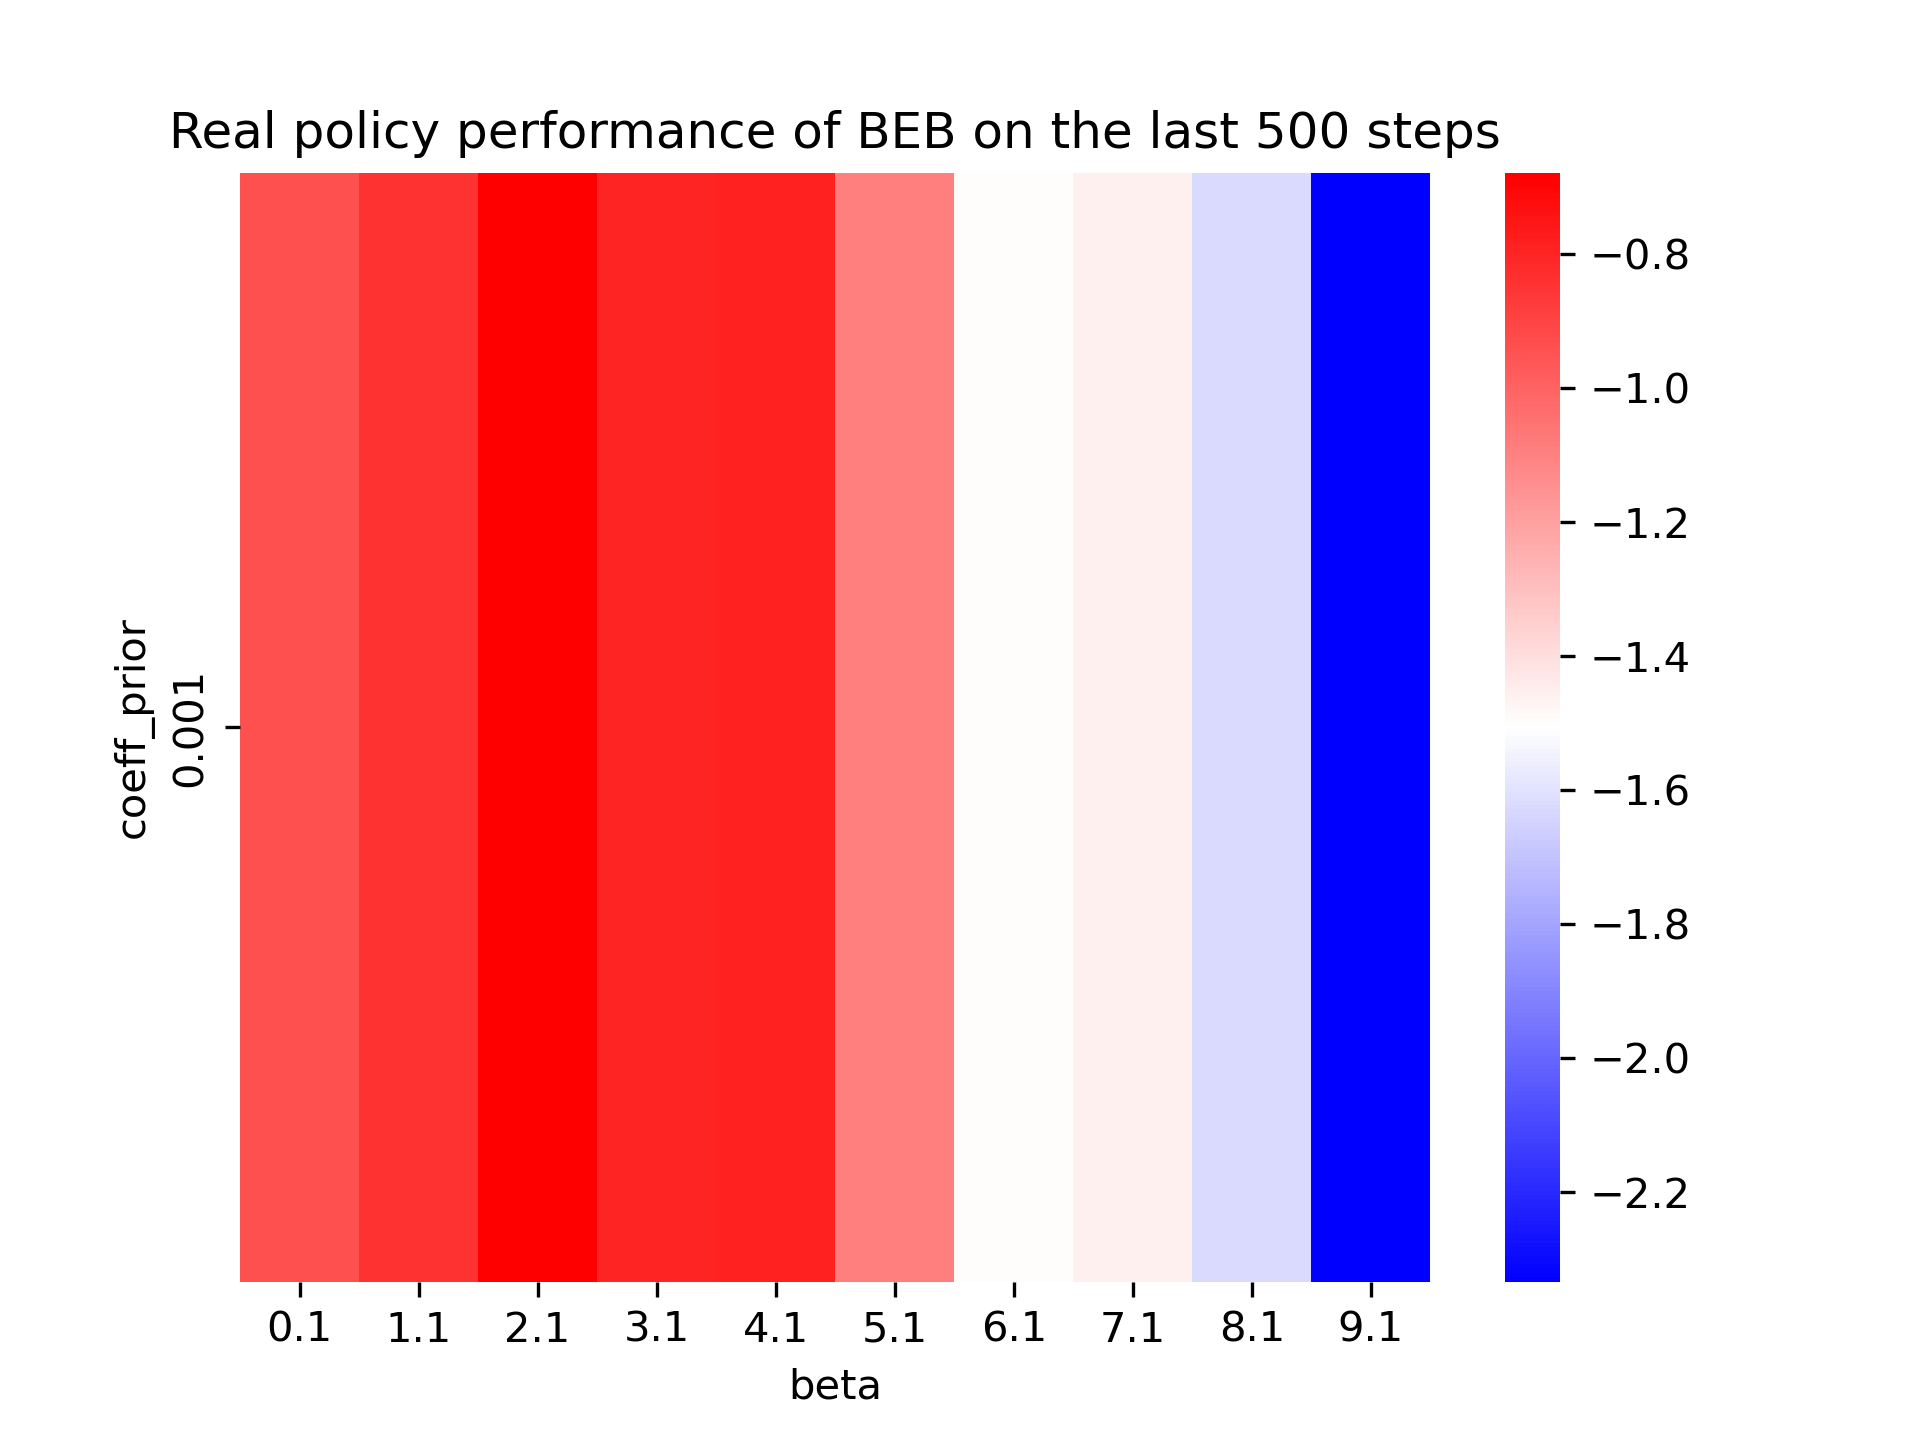 Real policy performance of BEB on the last 500 steps
coeff_prior
0.001
0.1 1.1 2.1 3.1 4.1 5.1 6.1 7.1 8.1 9.1
beta
−0.8
−1.0
−1.2
−1.4
−1.6
−1.8
−2.0
−2.2